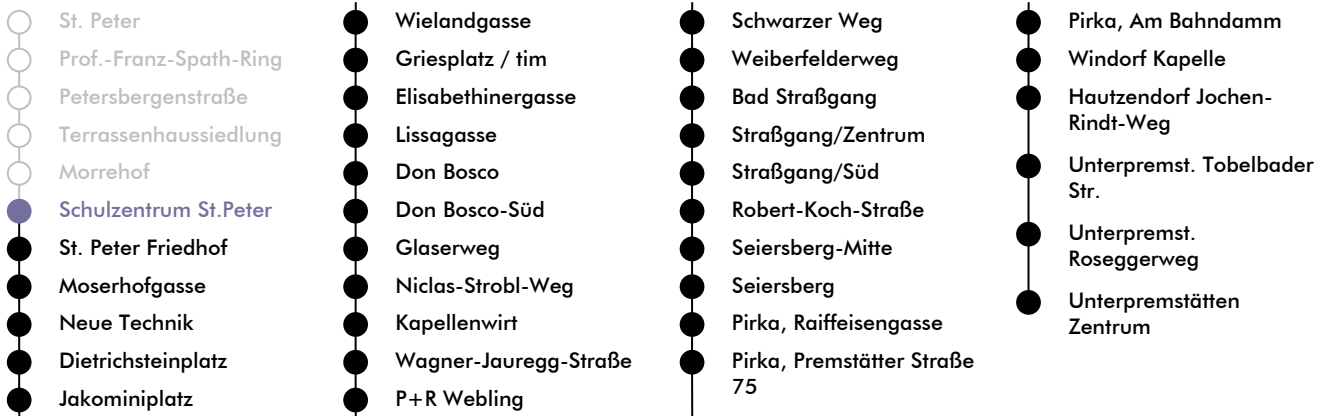 St. Peter
Prof.-Franz-Spath-Ring
Petersbergenstraße
Terrassenhaussiedlung
Morrehof
Schulzentrum St.Peter
St. Peter Friedhof
Moserhofgasse
Neue Technik
Dietrichsteinplatz
Jakominiplatz
Wielandgasse
Griesplatz / tim
Elisabethinergasse
Lissagasse
Don Bosco
Don Bosco-Süd
Glaserweg
Niclas-Strobl-Weg
Kapellenwirt
Wagner-Jauregg-Straße
P+R Webling
Schwarzer Weg
Weiberfelderweg
Bad Straßgang
Straßgang/Zentrum
Straßgang/Süd
Robert-Koch-Straße
Seiersberg-Mitte
Seiersberg
Pirka, Raiffeisengasse
Pirka, Premstätter Straße
75
Pirka, Am Bahndamm
Windorf Kapelle
Hautzendorf Jochen-
Rindt-Weg
Unterpremst. Tobelbader
Str.
Unterpremst.
Roseggerweg
Unterpremstätten
Zentrum